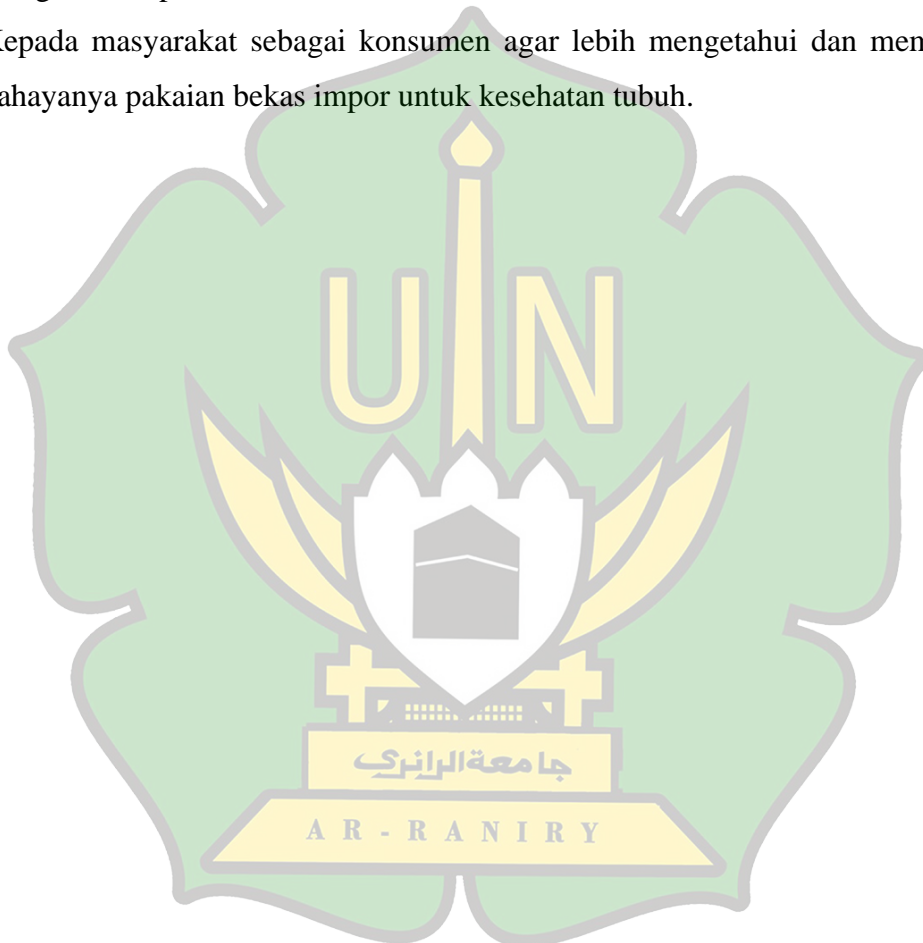 Kepada masyarakat sebagai konsumen agar lebih mengetahui dan men
ahayanya pakaian bekas impor untuk kesehatan tubuh.
UIN
جامعةالرانري
AR-RANIRY